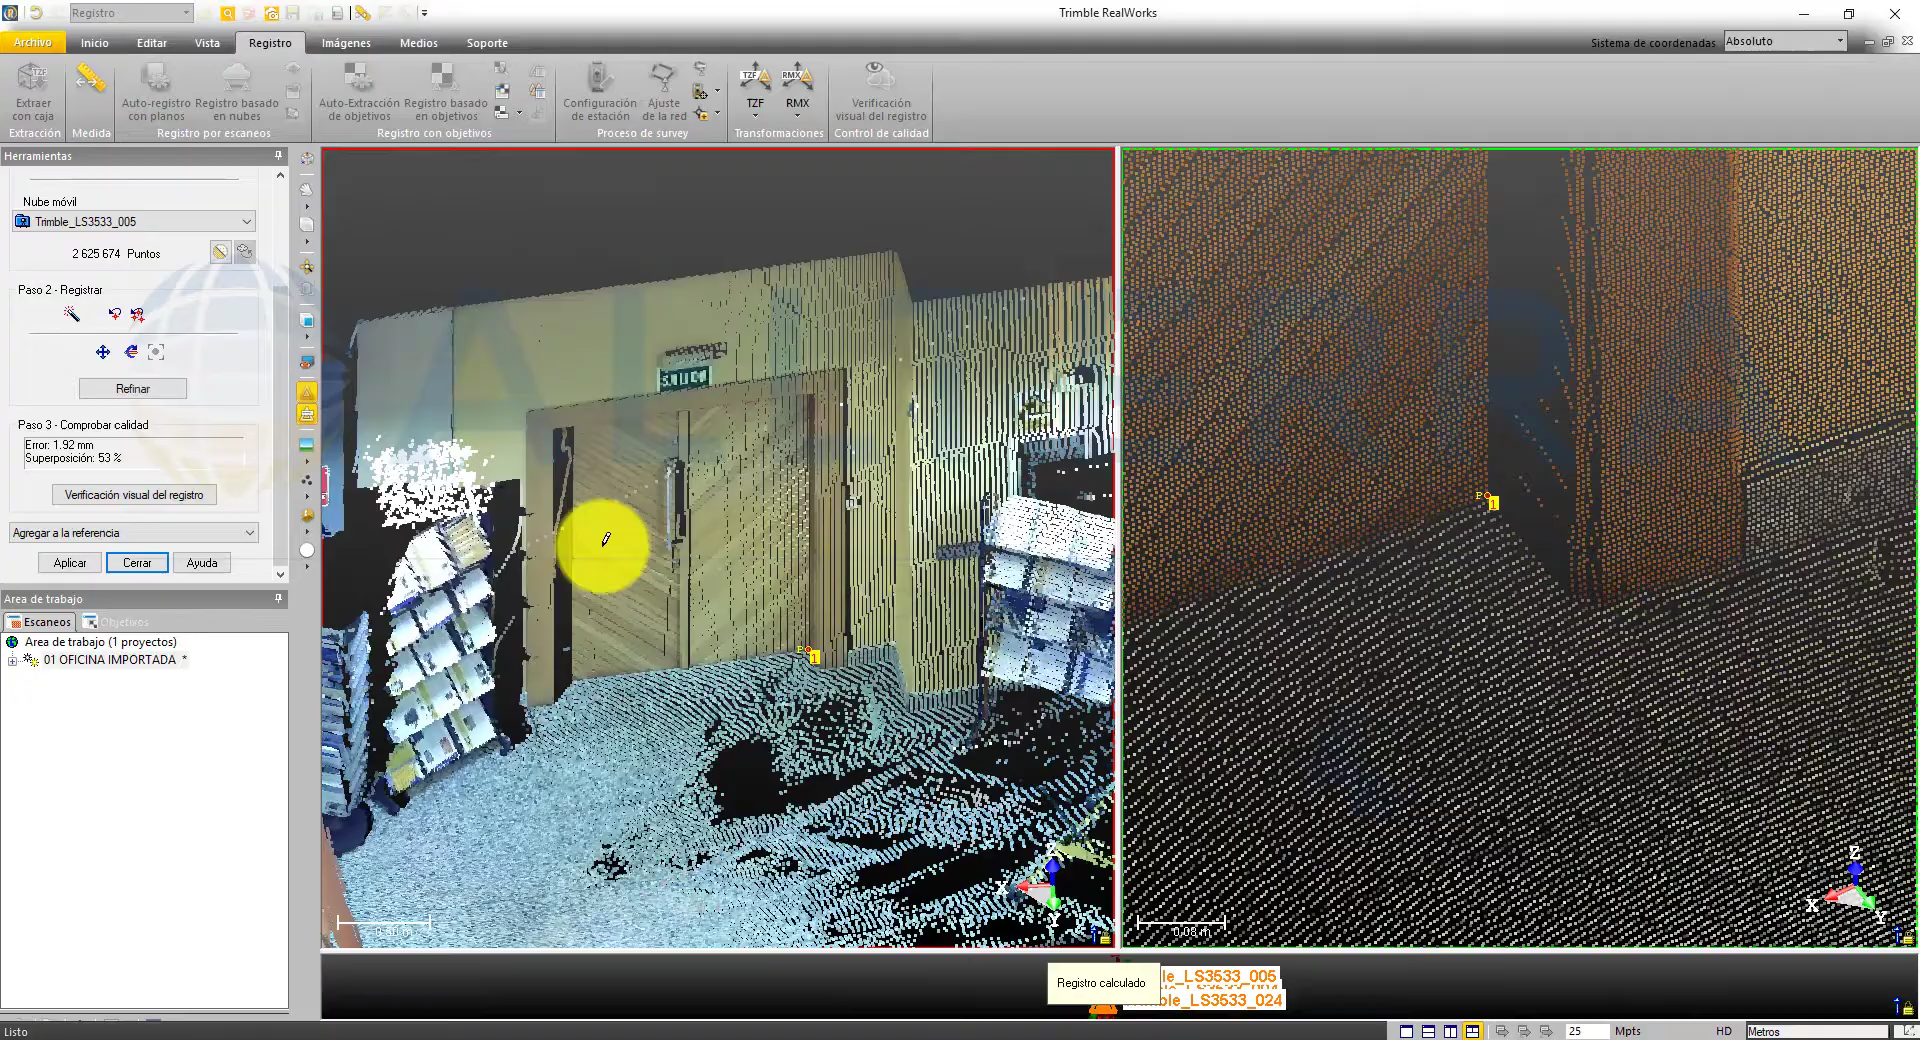 Registro
Trimble RealWorks
Archivo
Inicio
Editar
Vista
Registro
Imágenes
Medios
Soporte
Sistema de coordenadas
Absoluto
Extraer con caja
Auto-registro con planos
Registro basado en nubes
Auto-Extracción de objetivos
Registro basado en objetivos
Configuración de estación
Ajuste de la red
TZF
TZF
RMX
RMX
Verificación visual del registro
Extracción
Medida
Registro por escaneos
Registro con objetivos
Proceso de survey
Transformaciones
Control de calidad
Herramientas
Nube móvil
Trimble_LS3533_005
2 625 674 Puntos
Paso 2 - Registrar
Refinar
Paso 3 - Comprobar calidad
Error: 1.92 mm
Superposición: 53 %
Verificación visual del registro
Agregar a la referencia
Aplicar
Cerrar
Ayuda
Area de trabajo
Escaneos
Objetivos
Area de trabajo (1 proyectos)
01 OFICINA IMPORTADA *
SALIDA
P
1
X
Y
P
1
0,08 m
Z
X
Y
Registro calculado
le_LS3533_005
Trimble_LS3533_024
Listo
25
Mpts
HD
Metros